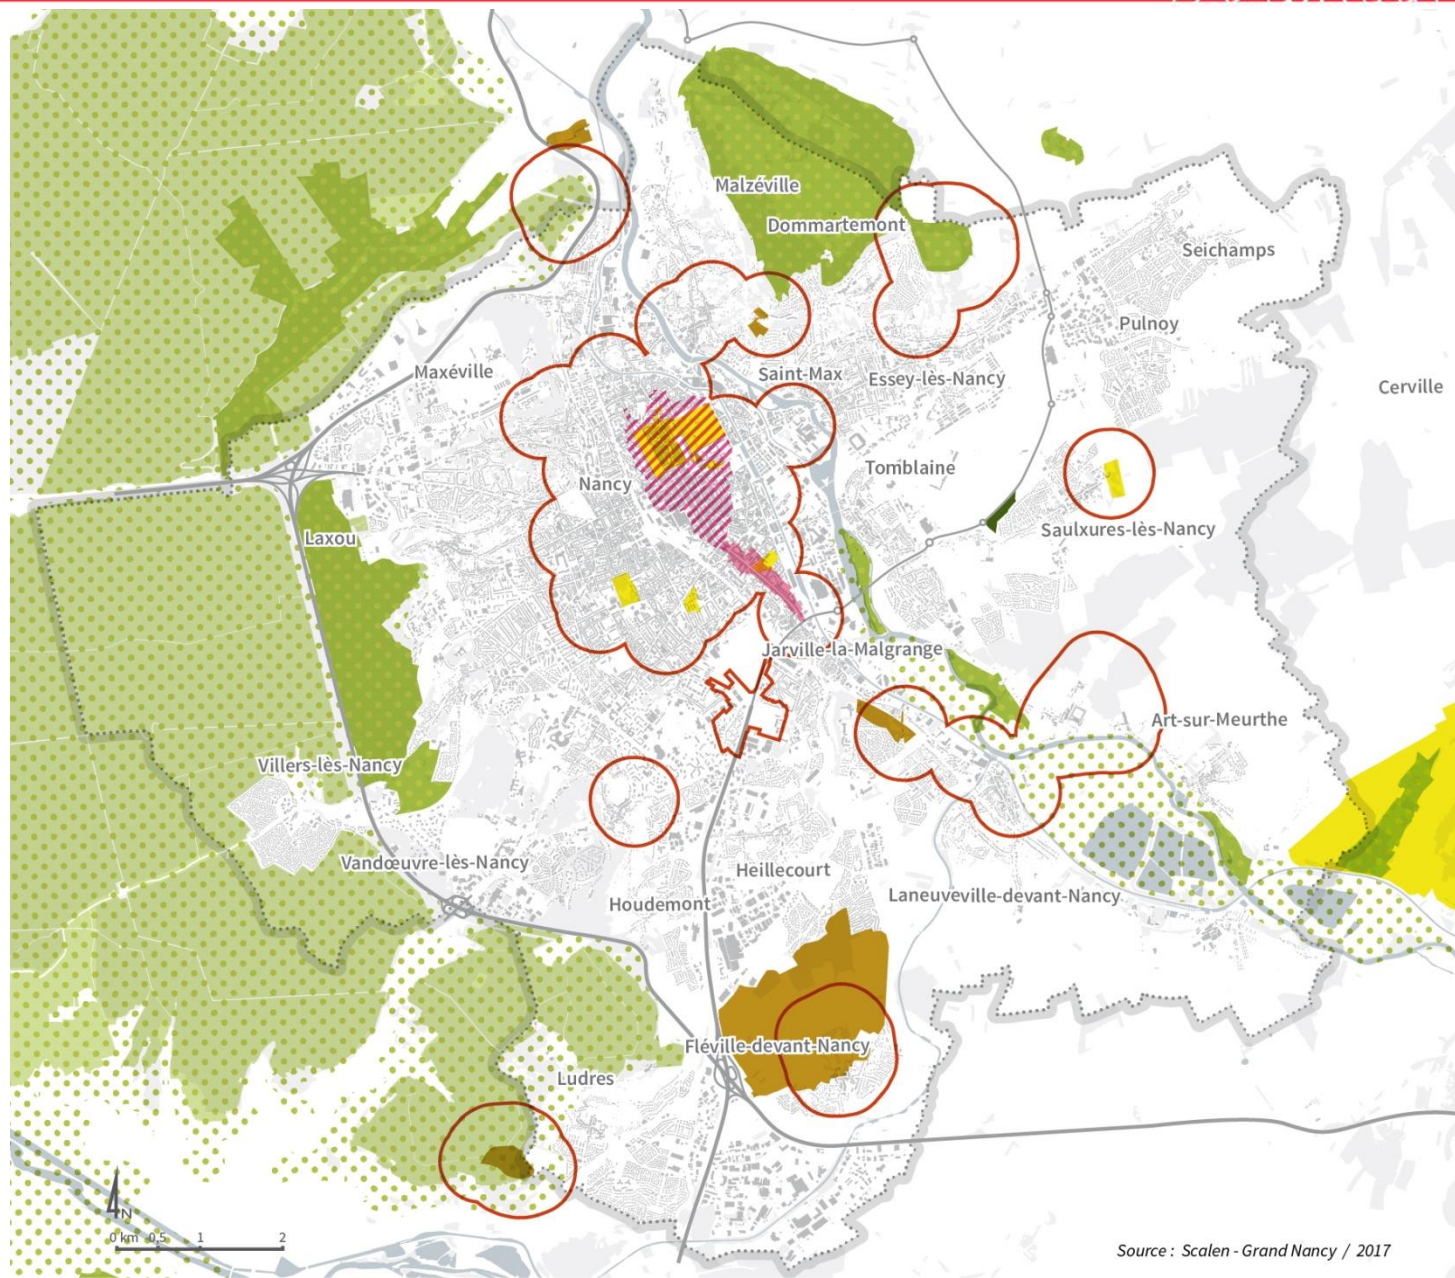 Malzéville
Dommartemont
Seichamps
Pulnoy
Maxéville
Saint-Max
Essey-lès-Nancy
Cerville
Tomblaine
Nancy
Saulxures-lès-Nancy
Laxou
Jarville-la-Malgrange
Art-sur-Meurthe
Villers-lès-Nancy
Vandœuvre-lès-Nancy
Heillecourt
Houdemont
Laneuveville-devant-Nancy
Fléville-devant-Nancy
Ludres
N
0 km 0,5 1 2
Source : Scalen - Grand Nancy / 2017